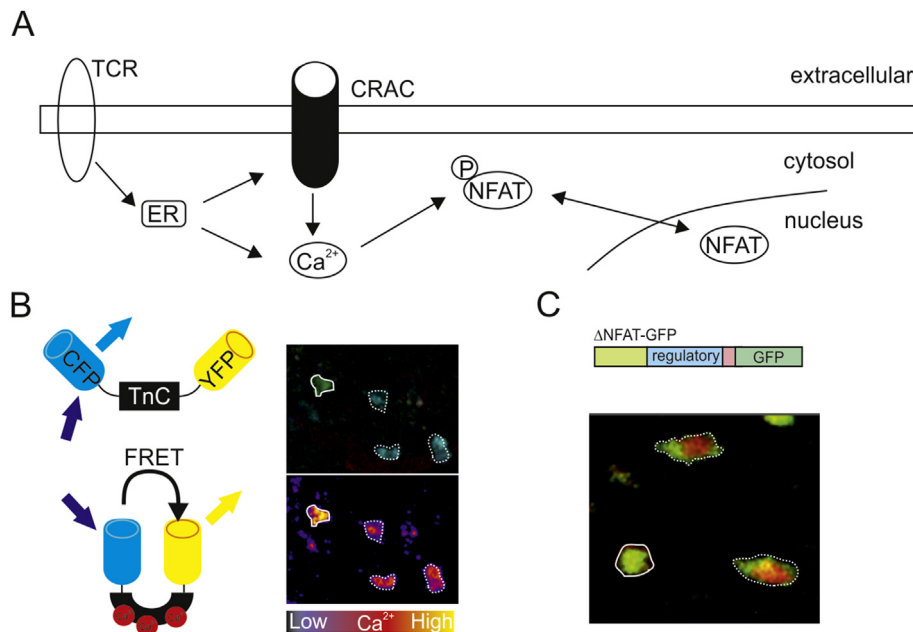 A
TCR
CRAC
extracellular
P
cytosol
ER
NFAT
nucleus
Ca2+
NFAT
B
C
CFP
YFP
TnC
ΔNFAT-GFP
regulatory
GFP
FRET
Low Ca2+ High